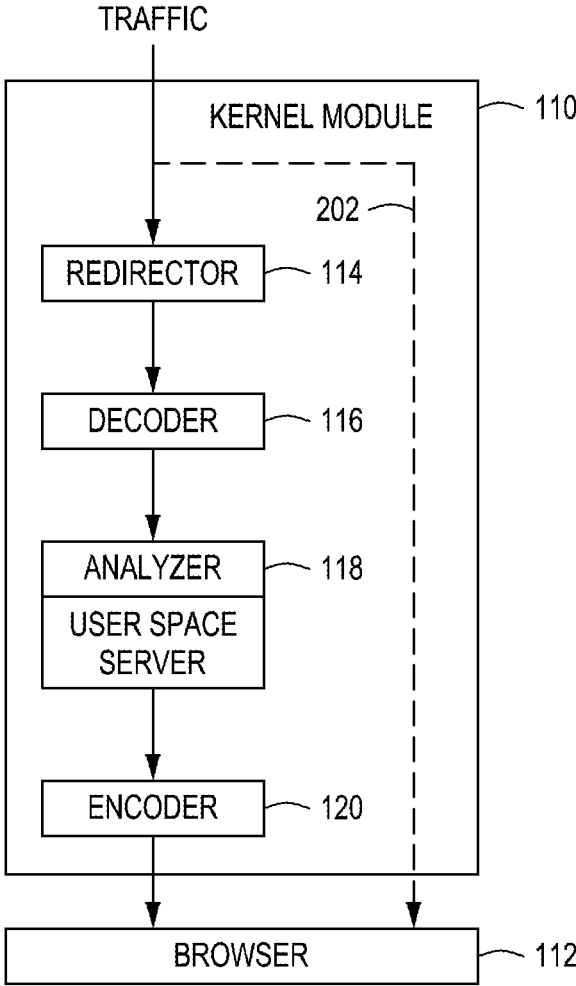 TRAFFIC
KERNEL MODULE
110
202
REDIRECTOR
114
DECODER
116
ANALYZER
118
USER SPACE
SERVER
ENCODER
120
BROWSER
112